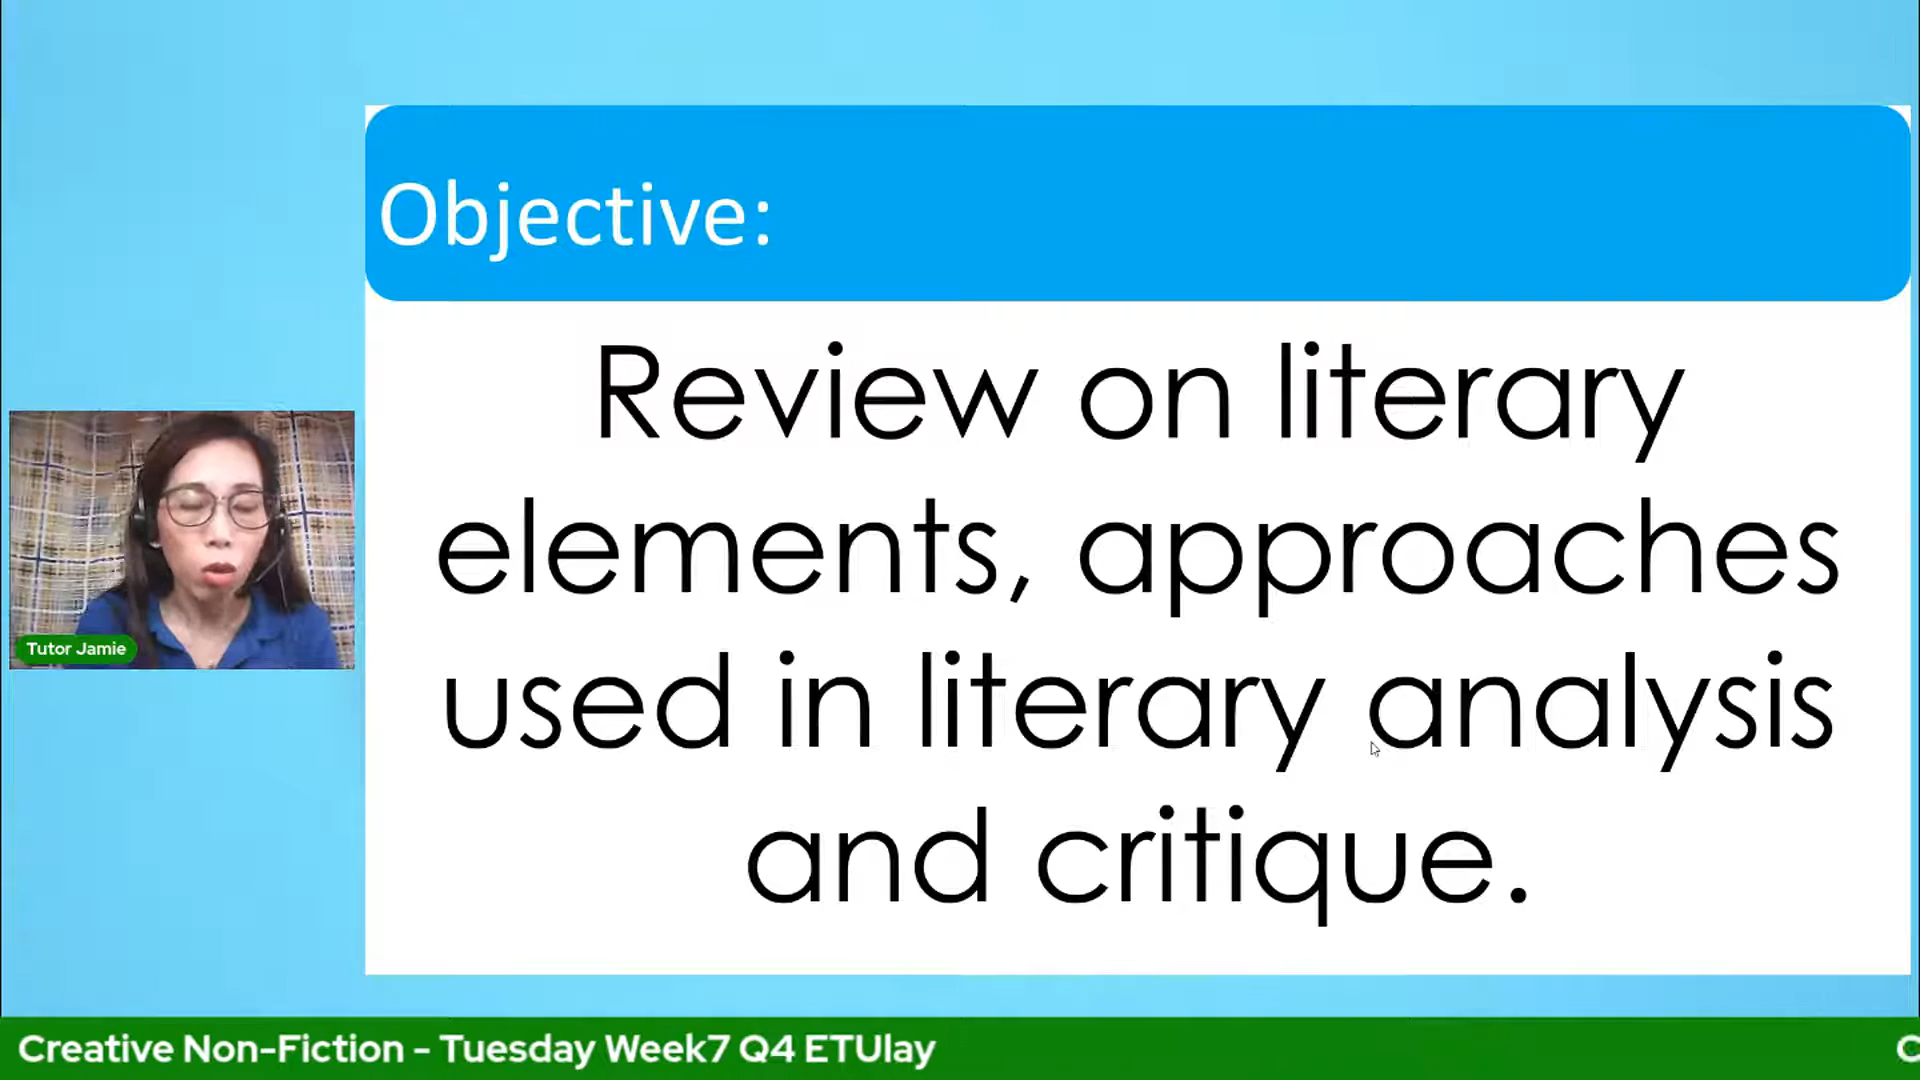 Objective:
Review on literary
elements, approaches
used in literary analysis
and critique.
Tutor Jamie
Creative Non-Fiction - Tuesday Week7 Q4 ETUlay